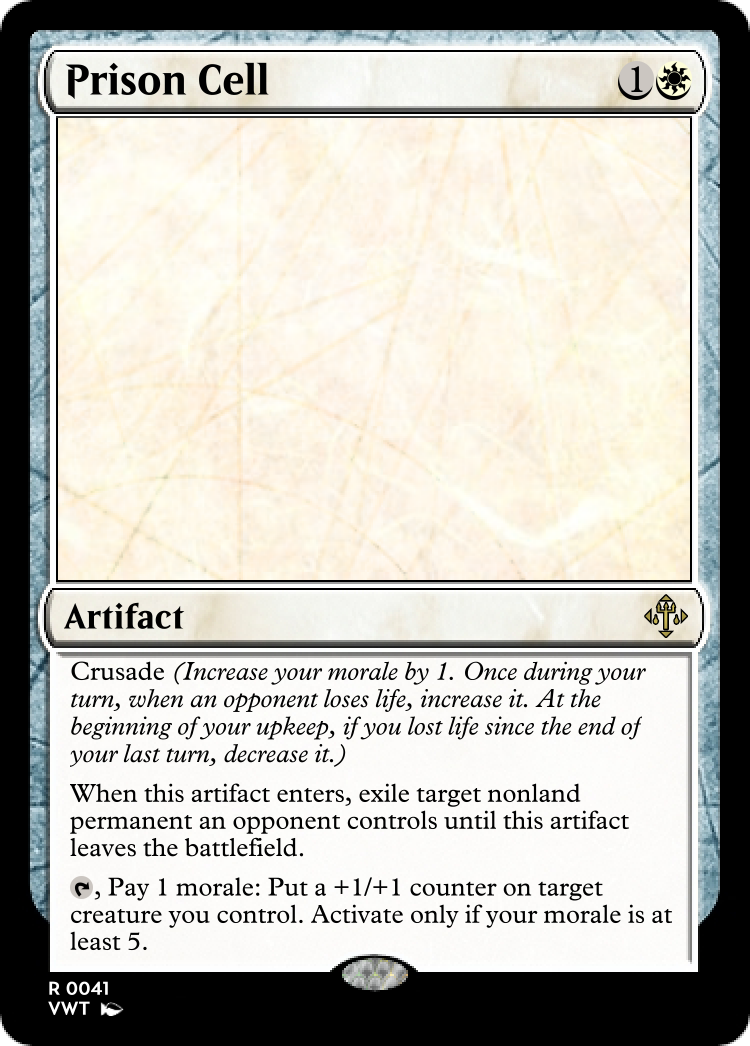 Prison Cell 1
Artifact
Crusade (Increase your morale by 1. Once during your
turn, when an opponent loses life, increase it. At the
beginning of your upkeep, if you lost life since the end of
your last turn, decrease it.)
When this artifact enters, exile target nonland
permanent an opponent controls until this artifact
leaves the battlefield.
, Pay 1 morale: Put a +1/+1 counter on target
creature you control. Activate only if your morale is at
least 5.
R 0041
VWT